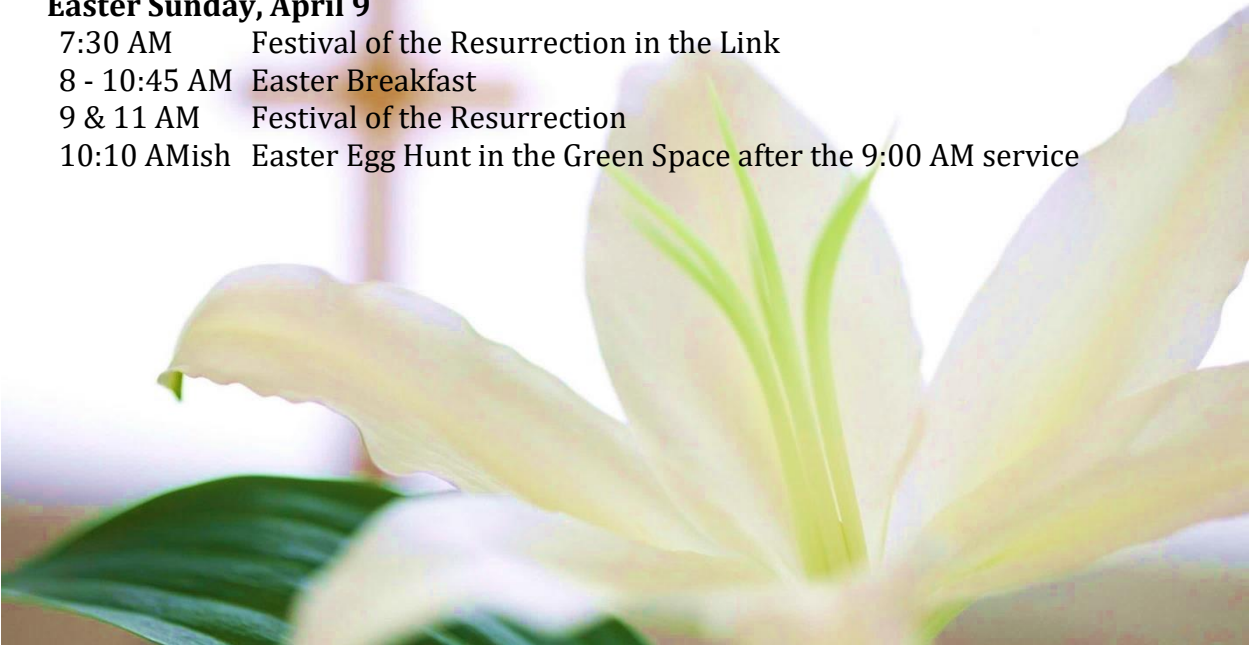 Easter Sunday, April 9
7:30 AM Festival of the Resurrection in the Link
8 - 10:45 AM Easter Breakfast
9 & 11 AM Festival of the Resurrection
10:10 AMish Easter Egg Hunt in the Green Space after the 9:00 AM service